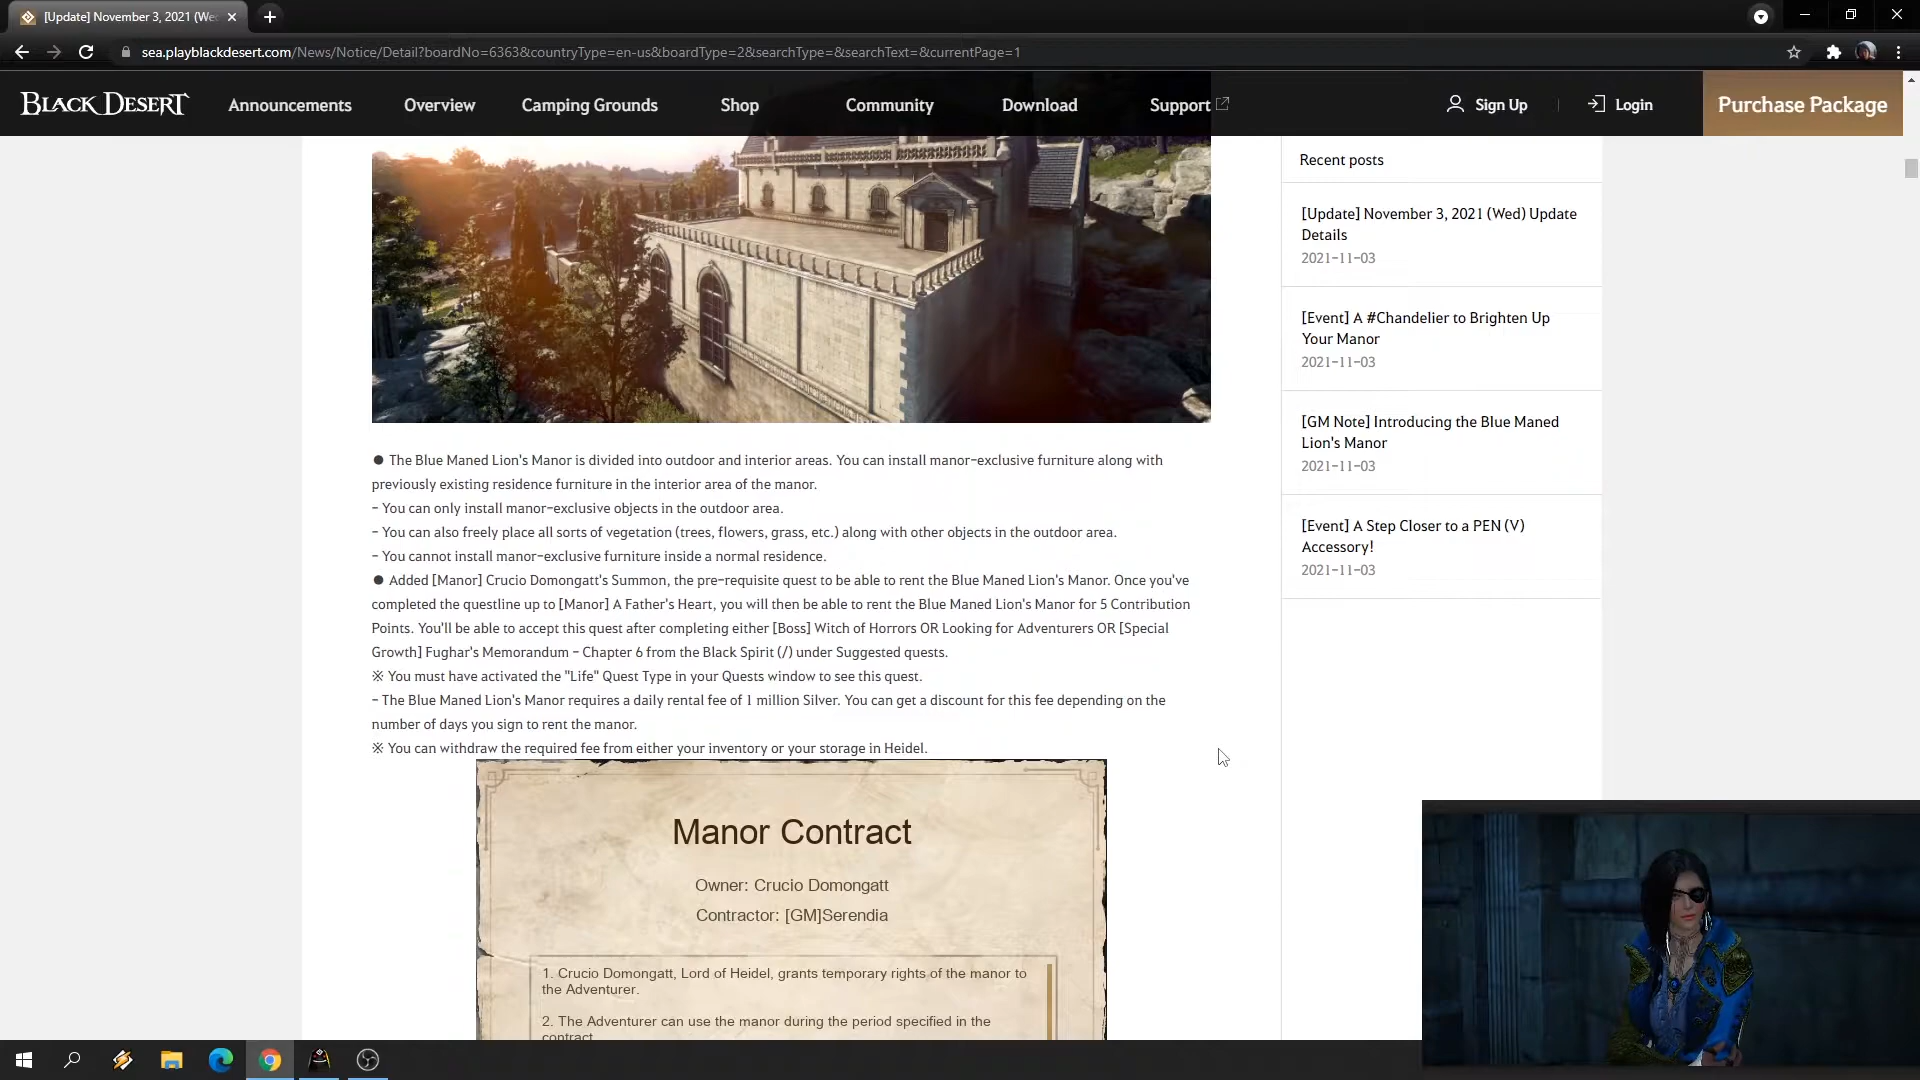 [Update] November 3, 2021 (We
sea.playblackdesert.com/News/Notice/Detail?boardNo=6363&countryType=en-us&boardType=2&searchType=&searchText=&currentPage=1
BLACK DESERT
Announcements
Overview
Camping Grounds
Shop
Community
Download
Support
Sign Up
Login
Purchase Package
● The Blue Maned Lion's Manor is divided into outdoor and interior areas. You can install manor-exclusive furniture along with
previously existing residence furniture in the interior area of the manor.
- You can only install manor-exclusive objects in the outdoor area.
- You can also freely place all sorts of vegetation (trees, flowers, grass, etc.) along with other objects in the outdoor area.
- You cannot install manor-exclusive furniture inside a normal residence.
● Added [Manor] Crucio Domongatt's Summon, the pre-requisite quest to be able to rent the Blue Maned Lion's Manor. Once you've
completed the questline up to [Manor] A Father's Heart, you will then be able to rent the Blue Maned Lion's Manor for 5 Contribution
Points. You'll be able to accept this quest after completing either [Boss] Witch of Horrors OR Looking for Adventurers OR [Special
Growth] Fughar's Memorandum - Chapter 6 from the Black Spirit (/) under Suggested quests.
※ You must have activated the "Life" Quest Type in your Quests window to see this quest.
- The Blue Maned Lion's Manor requires a daily rental fee of 1 million Silver. You can get a discount for this fee depending on the
number of days you sign to rent the manor.
※ You can withdraw the required fee from either your inventory or your storage in Heidel.
Manor Contract
Owner: Crucio Domongatt
Contractor: [GM]Serendia
1. Crucio Domongatt, Lord of Heidel, grants temporary rights of the manor to
the Adventurer.
2. The Adventurer can use the manor during the period specified in the
contract.
Recent posts
[Update] November 3, 2021 (Wed) Update
Details
2021-11-03
[Event] A #Chandelier to Brighten Up
Your Manor
2021-11-03
[GM Note] Introducing the Blue Maned
Lion's Manor
2021-11-03
[Event] A Step Closer to a PEN (V)
Accessory!
2021-11-03